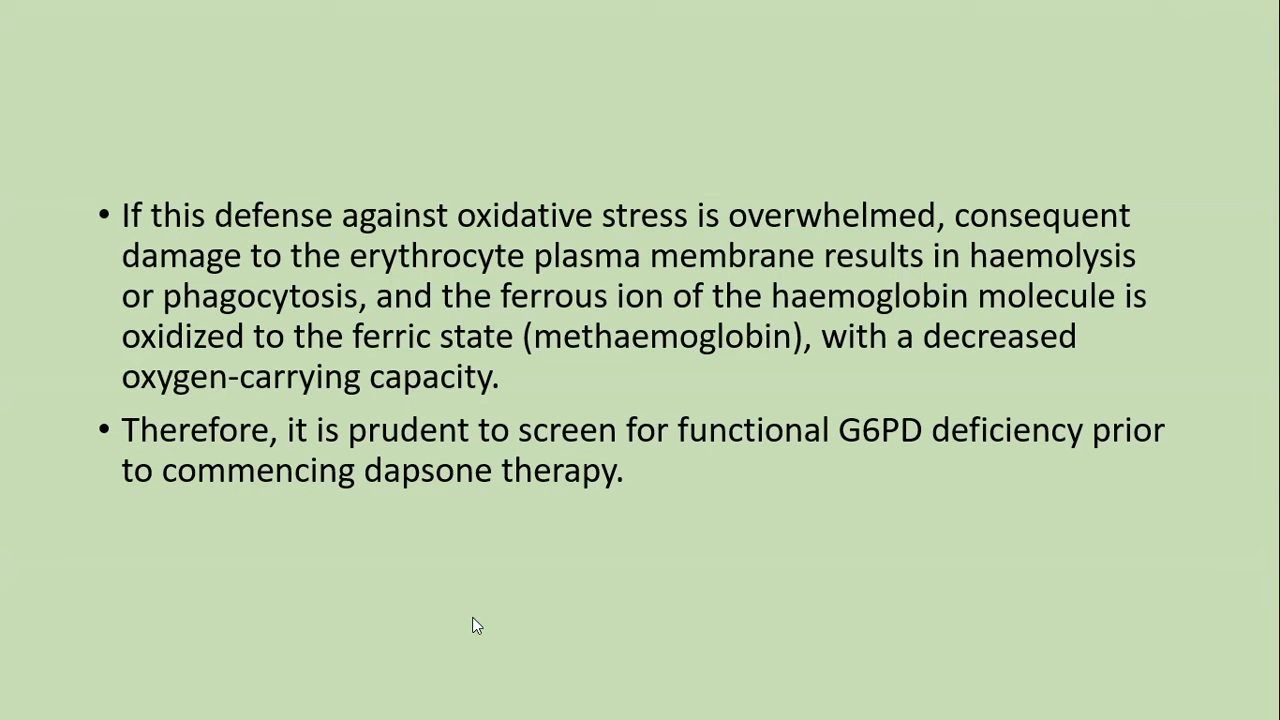 • If this defense against oxidative stress is overwhelmed, consequent
damage to the erythrocyte plasma membrane results in haemolysis
or phagocytosis, and the ferrous ion of the haemoglobin molecule is
oxidized to the ferric state (methaemoglobin), with a decreased
oxygen-carrying capacity.
• Therefore, it is prudent to screen for functional G6PD deficiency prior
to commencing dapsone therapy.